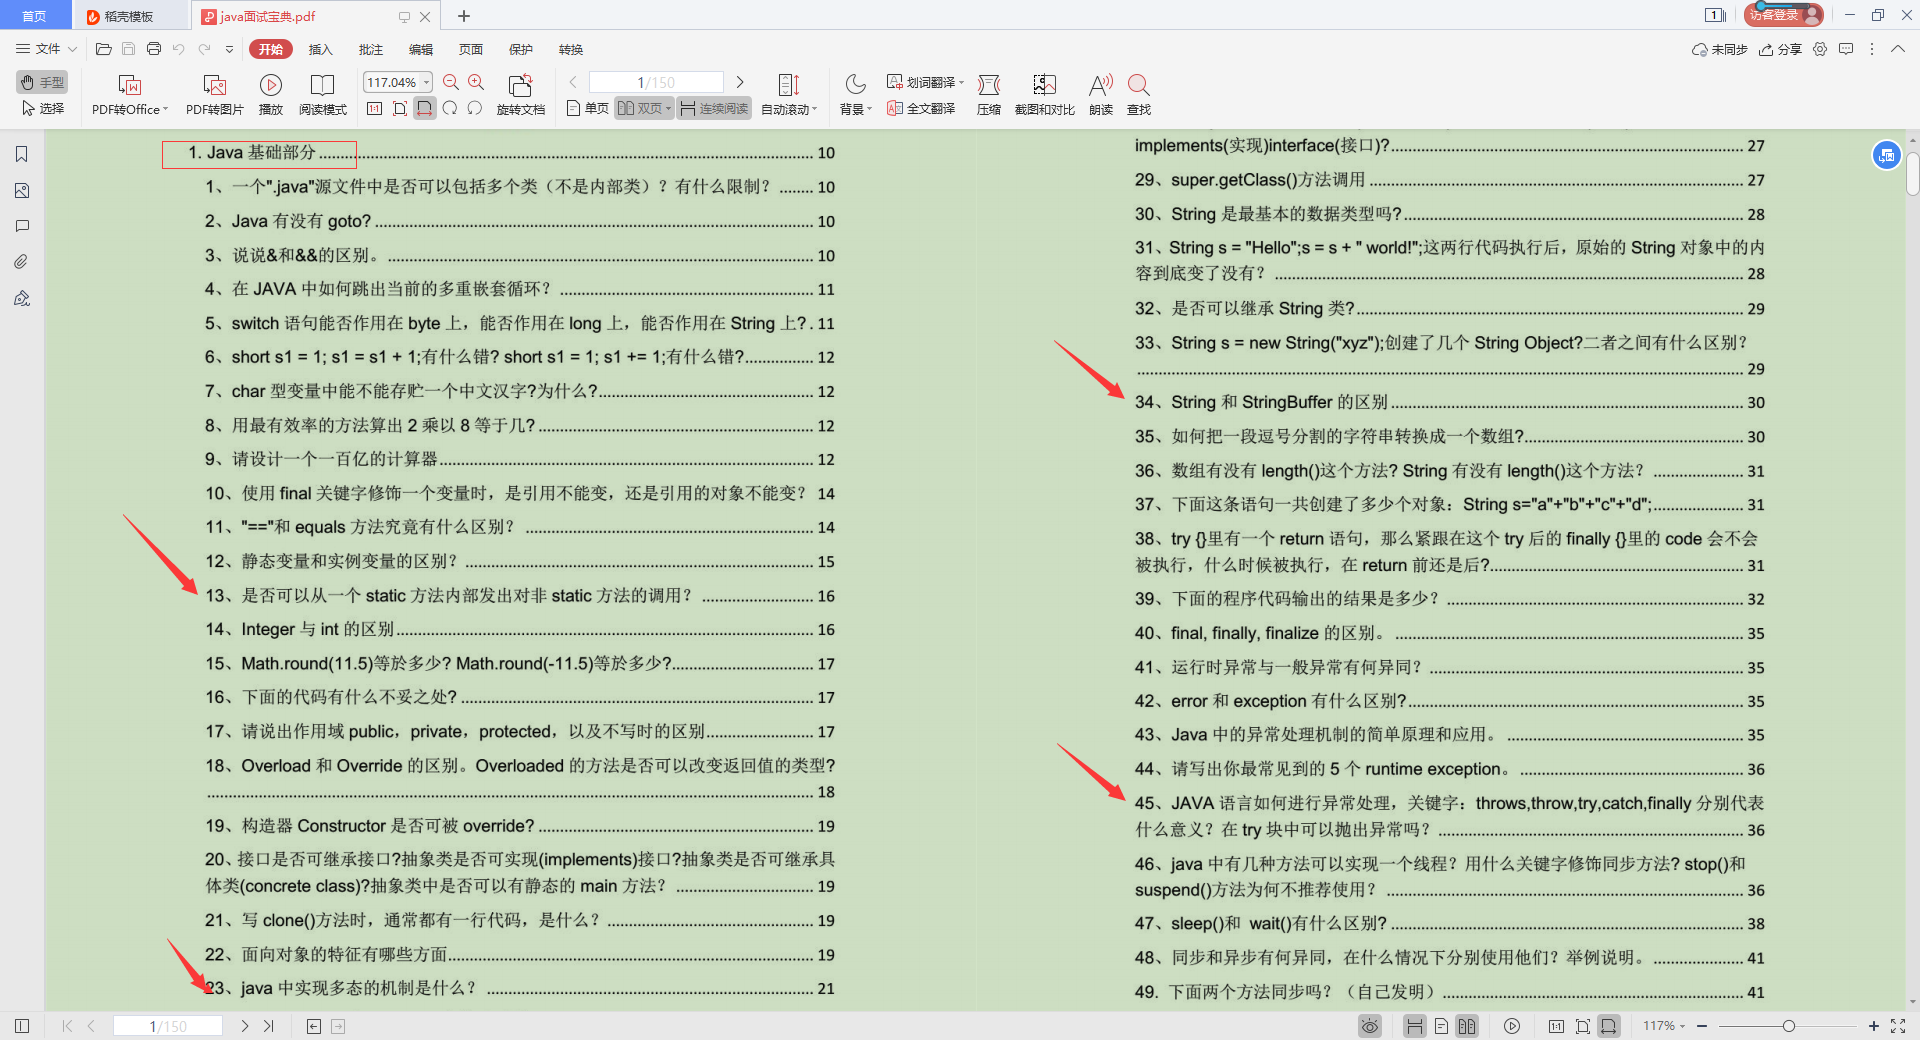 首页
稻壳模板
java面试宝典.pdf
1
访客登录
文件
开始
插入
批注
编辑
页面
保护
转换
未同步
分享
手型
选择
PDF转Office
PDF转图片
播放
阅读模式
117.04%
旋转文档
1/150
单页
双页
连续阅读
自动滚动
背景
划词翻译
全文翻译
压缩
截图和对比
朗读
查找
1. Java 基础部分 10
1、一个".java"源文件中是否可以包括多个类（不是内部类）？有什么限制？ ........ 10
2、Java 有没有 goto? 10
3、说说&和&&的区别。 10
4、在 JAVA 中如何跳出当前的多重嵌套循环？ 11
5、switch 语句能否作用在 byte 上，能否作用在 long 上，能否作用在 String 上? . 11
6、short s1 = 1; s1 = s1 + 1;有什么错? short s1 = 1; s1 += 1;有什么错? 12
7、char 型变量中能不能存贮一个中文汉字?为什么? 12
8、用最有效率的方法算出 2 乘以 8 等于几? 12
9、请设计一个一百亿的计算器 12
10、使用 final 关键字修饰一个变量时，是引用不能变，还是引用的对象不能变？ 14
11、"=="和 equals 方法究竟有什么区别？ 14
12、静态变量和实例变量的区别？ 15
13、是否可以从一个 static 方法内部发出对非 static 方法的调用？ 16
14、Integer 与 int 的区别 16
15、Math.round(11.5)等於多少? Math.round(-11.5)等於多少? 17
16、下面的代码有什么不妥之处? 17
17、请说出作用域 public，private，protected，以及不写时的区别 17
18、Overload 和 Override 的区别。Overloaded 的方法是否可以改变返回值的类型?
18
19、构造器 Constructor 是否可被 override? 19
20、接口是否可继承接口?抽象类是否可实现(implements)接口?抽象类是否可继承具
体类(concrete class)?抽象类中是否可以有静态的 main 方法？ 19
21、写 clone()方法时，通常都有一行代码，是什么？ 19
22、面向对象的特征有哪些方面 19
23、java 中实现多态的机制是什么？ 21
implements(实现)interface(接口)? 27
29、super.getClass()方法调用 27
30、String 是最基本的数据类型吗? 28
31、String s = "Hello";s = s + " world!";这两行代码执行后，原始的 String 对象中的内
容到底变了没有？ 28
32、是否可以继承 String 类? 29
33、String s = new String("xyz");创建了几个 String Object?二者之间有什么区别？
29
34、String 和 StringBuffer 的区别 30
35、如何把一段逗号分割的字符串转换成一个数组? 30
36、数组有没有 length()这个方法? String 有没有 length()这个方法？ 31
37、下面这条语句一共创建了多少个对象：String s="a"+"b"+"c"+"d"; 31
38、try {}里有一个 return 语句，那么紧跟在这个 try 后的 finally {}里的 code 会不会
被执行，什么时候被执行，在 return 前还是后? 31
39、下面的程序代码输出的结果是多少？ 32
40、final, finally, finalize 的区别。 35
41、运行时异常与一般异常有何异同？ 35
42、error 和 exception 有什么区别? 35
43、Java 中的异常处理机制的简单原理和应用。 35
44、请写出你最常见到的 5 个 runtime exception。 36
45、JAVA 语言如何进行异常处理，关键字：throws,throw,try,catch,finally 分别代表
什么意义？在 try 块中可以抛出异常吗？ 36
46、java 中有几种方法可以实现一个线程？用什么关键字修饰同步方法? stop()和
suspend()方法为何不推荐使用？ 36
47、sleep()和 wait()有什么区别? 38
48、同步和异步有何异同，在什么情况下分别使用他们？举例说明。 41
49. 下面两个方法同步吗？（自己发明） 41
1/150
117%